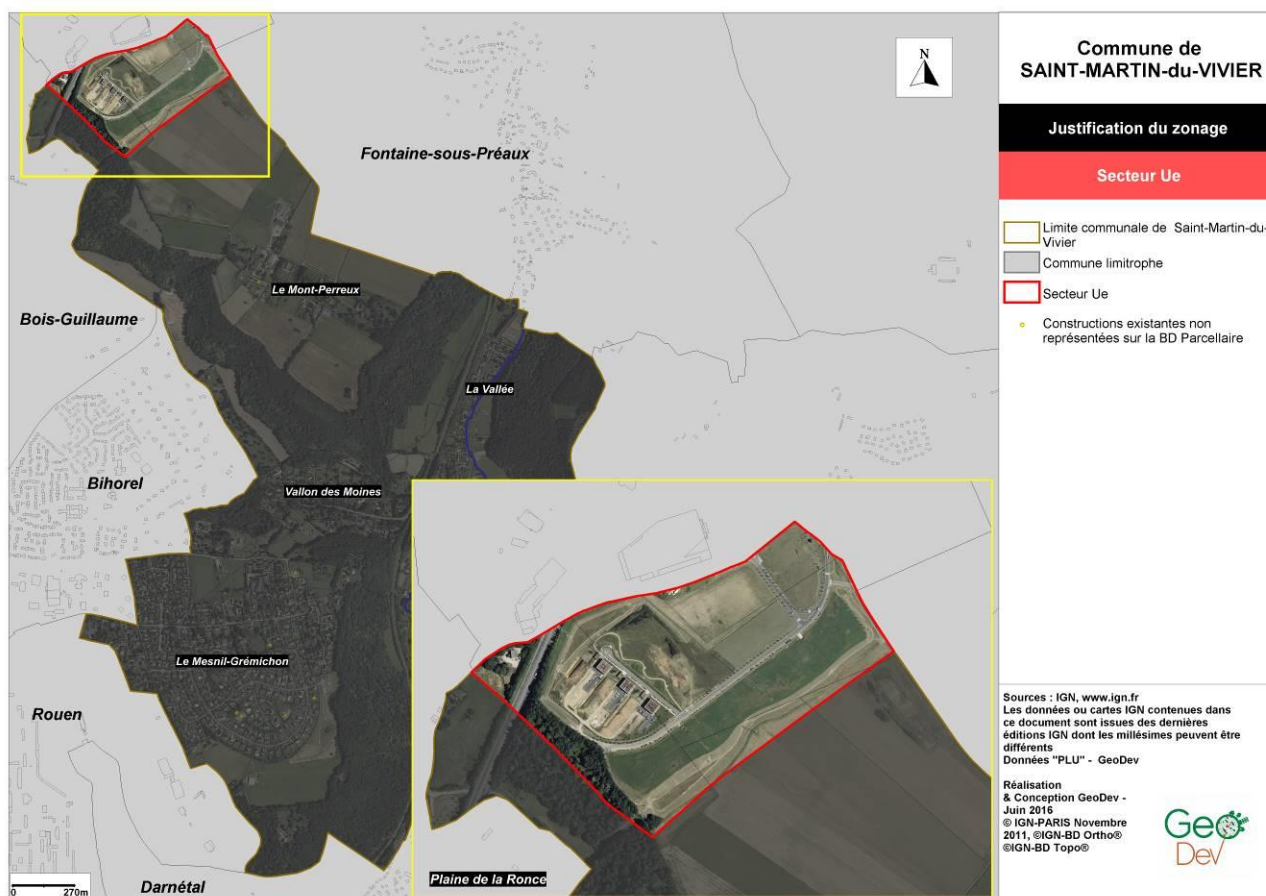 Commune de
SAINT-MARTIN-du-VIVIER
Justification du zonage
Secteur Ue
Limite communale de Saint-Martin-du-
Vivier
Commune limitrophe
Secteur Ue
Constructions existantes non
représentées sur la BD Parcellaire
N
Fontaine-sous-Préaux
Le Mont-Perreux
Bois-Guillaume
La Vallée
Bihorel
Vallon des Moines
Le Mesnil-Grémichon
Rouen
Darnétal
Plaine de la Ronce
0 270m
Sources : IGN, www.ign.fr
Les données ou cartes IGN contenues dans
ce document sont issues des dernières
éditions IGN dont les millésimes peuvent être
différents
Données "PLU" - GeoDev
Réalisation
& Conception GeoDev -
Juin 2016
© IGN-PARIS Novembre
2011, ©IGN-BD Ortho®
©IGN-BD Topo®
Geo
Dev